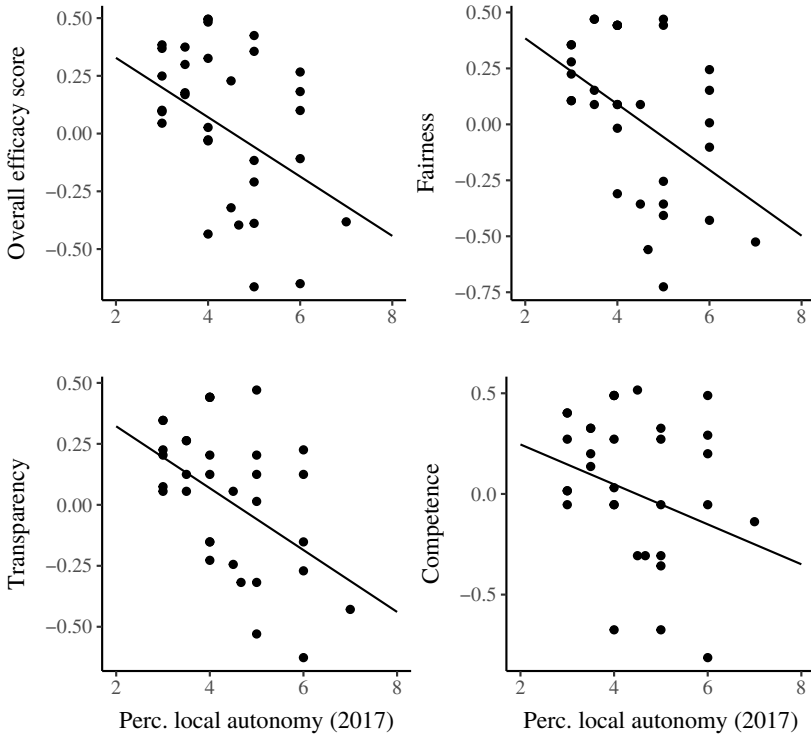 Overall efficacy score
0.50
0.25
0.00
−0.25
−0.50
2 4 6 8
Fairness
0.50
0.25
0.00
−0.25
−0.50
−0.75
2 4 6 8
Transparency
0.50
0.25
0.00
−0.25
−0.50
2 4 6 8
Perc. local autonomy (2017)
Competence
0.5
0.0
−0.5
2 4 6 8
Perc. local autonomy (2017)